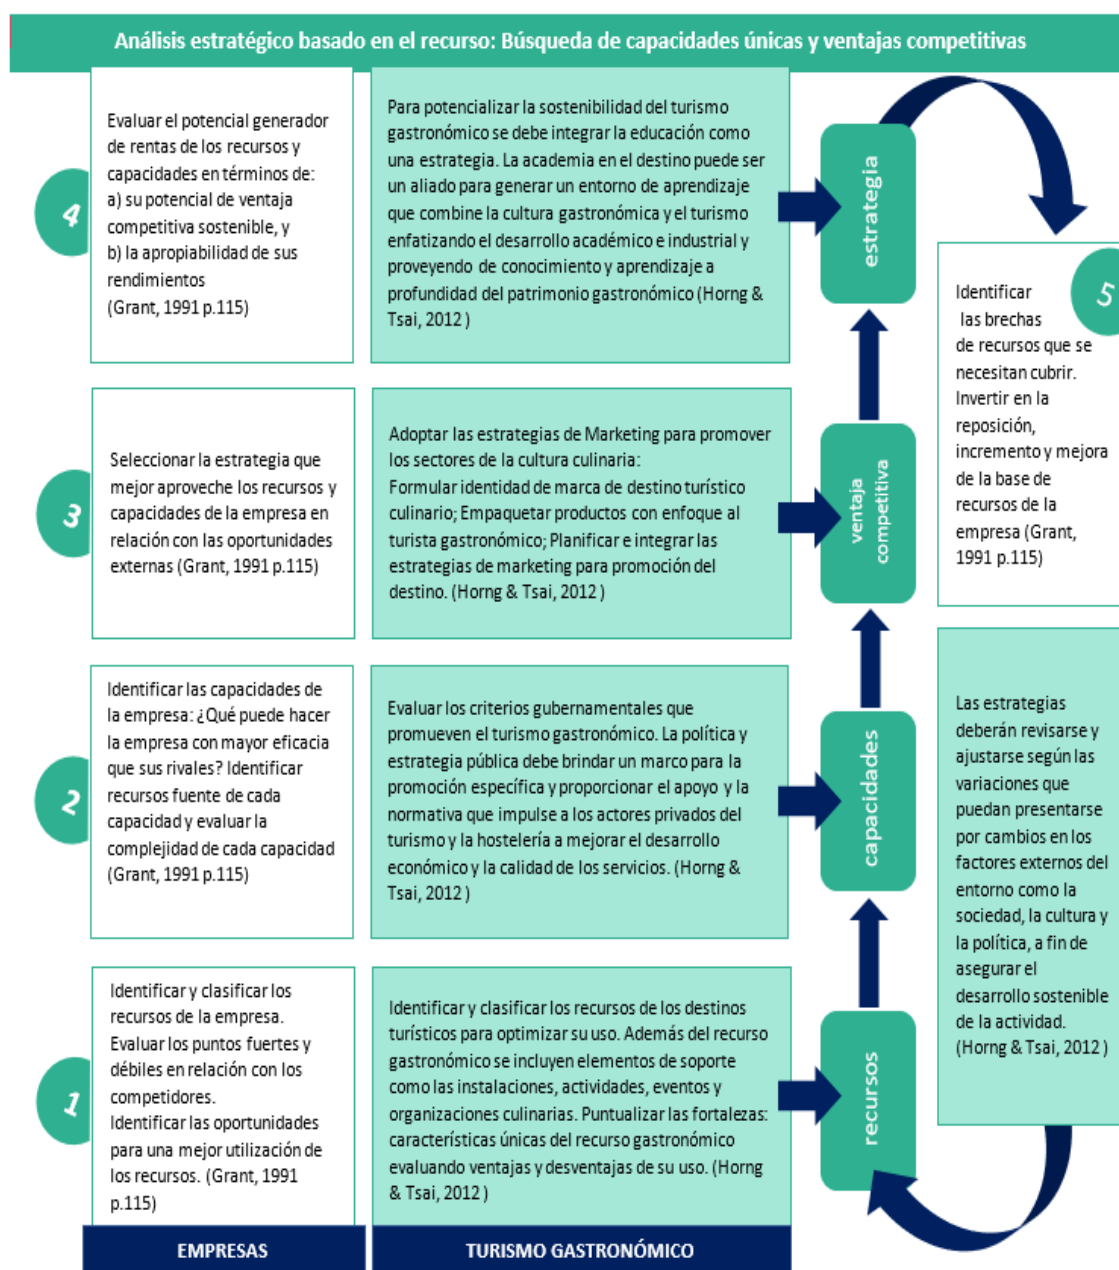 Análisis estratégico basado en el recurso: Búsqueda de capacidades únicas y ventajas competitivas
4
Evaluar el potencial generador
de rentas de los recursos y
capacidades en términos de:
a) su potencial de ventaja
competitiva sostenible, y
b) la apropiabilidad de sus
rendimientos
(Grant, 1991 p.115)
Para potencializar la sostenibilidad del turismo
gastronómico se debe integrar la educación como
una estrategia. La academia en el destino puede ser
un aliado para generar un entorno de aprendizaje
que combine la cultura gastronómica y el turismo
enfatizando el desarrollo académico e industrial y
proveyendo de conocimiento y aprendizaje a
profundidad del patrimonio gastronómico (Horng &
Tsai, 2012 )
estrategia
3
Seleccionar la estrategia que
mejor aproveche los recursos y
capacidades de la empresa en
relación con las oportunidades
externas (Grant, 1991 p.115)
Adoptar las estrategias de Marketing para promover
los sectores de la cultura culinaria:
Formular identidad de marca de destino turístico
culinario; Empaquetar productos con enfoque al
turista gastronómico; Planificar e integrar las
estrategias de marketing para promoción del
destino. (Horng & Tsai, 2012 )
ventaja
competitiva
2
Identificar las capacidades de
la empresa: ¿Qué puede hacer
la empresa con mayor eficacia
que sus rivales? Identificar
recursos fuente de cada
capacidad y evaluar la
complejidad de cada capacidad
(Grant, 1991 p.115)
Evaluar los criterios gubernamentales que
promueven el turismo gastronómico. La política y
estrategia pública debe brindar un marco para la
promoción específica y proporcionar el apoyo y la
normativa que impulse a los actores privados del
turismo y la hostelería a mejorar el desarrollo
económico y la calidad de los servicios. (Horng &
Tsai, 2012 )
capacidades
1
Identificar y clasificar los
recursos de la empresa.
Evaluar los puntos fuertes y
débiles en relación con los
competidores.
Identificar las oportunidades
para una mejor utilización de
los recursos. (Grant, 1991
p.115)
Identificar y clasificar los recursos de los destinos
turísticos para optimizar su uso. Además del recurso
gastronómico se incluyen elementos de soporte
como las instalaciones, actividades, eventos y
organizaciones culinarias. Puntualizar las fortalezas:
características únicas del recurso gastronómico
evaluando ventajas y desventajas de su uso. (Horng
& Tsai, 2012 )
recursos
5
Identificar
las brechas
de recursos que se
necesitan cubrir.
Invertir en la
reposición,
incremento y mejora
de la base de
recursos de la
empresa (Grant,
1991 p.115)
Las estrategias
deberán revisarse y
ajustarse según las
variaciones que
puedan presentarse
por cambios en los
factores externos del
entorno como la
sociedad, la cultura y
la política, a fin de
asegurar el
desarrollo sostenible
de la actividad.
(Horng & Tsai, 2012 )
EMPRESAS
TURISMO GASTRONÓMICO